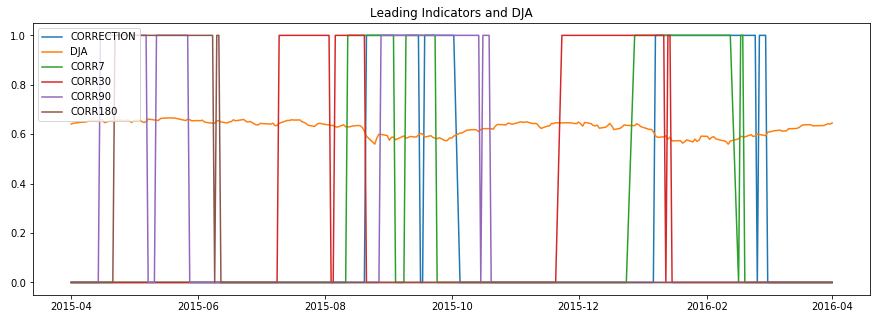 Leading Indicators and DJA
CORRECTION
DJA
CORR7
CORR30
CORR90
CORR180
1.0
0.8
0.6
0.4
0.2
0.0
2015-04 2015-06 2015-08 2015-10 2015-12 2016-02 2016-04